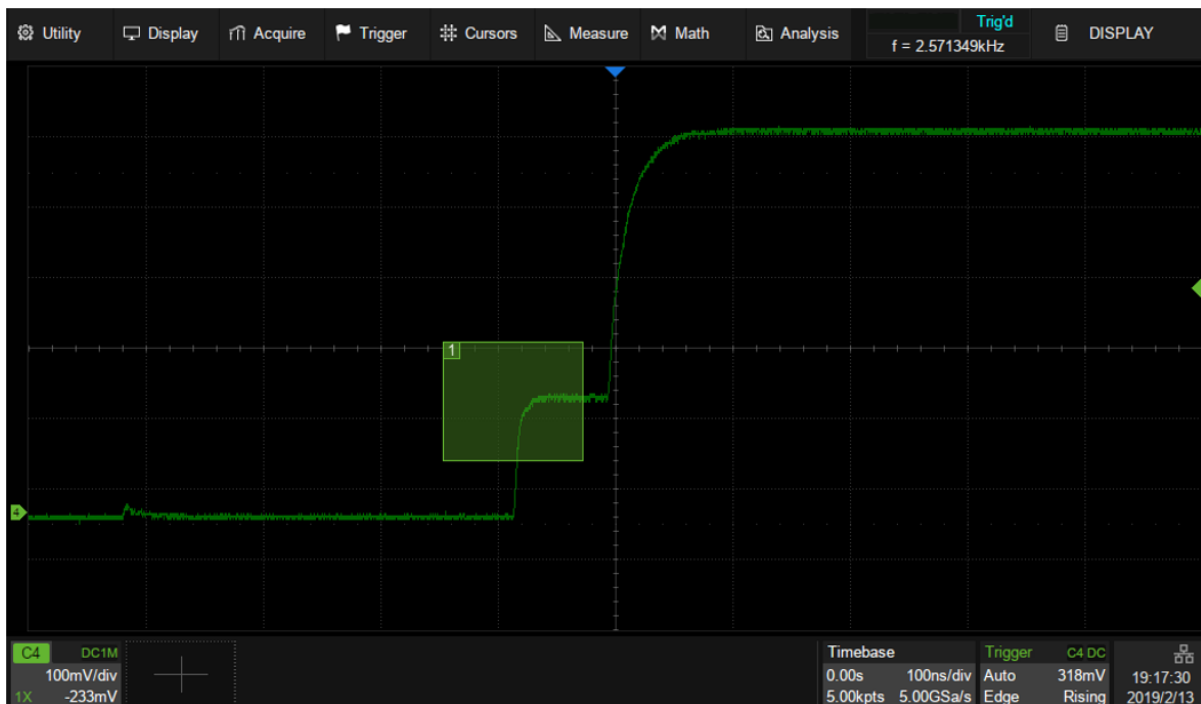 Utility Display Acquire Trigger Cursors Measure Math Analysis Trig'd DISPLAY
f = 2.571349kHz
1
4
C4 DC1M Timebase Trigger C4 DC
100mV/div 0.00s 100ns/div Auto 318mV 19:17:30
1X -233mV 5.00kpts 5.00GSa/s Edge Rising 2019/2/13